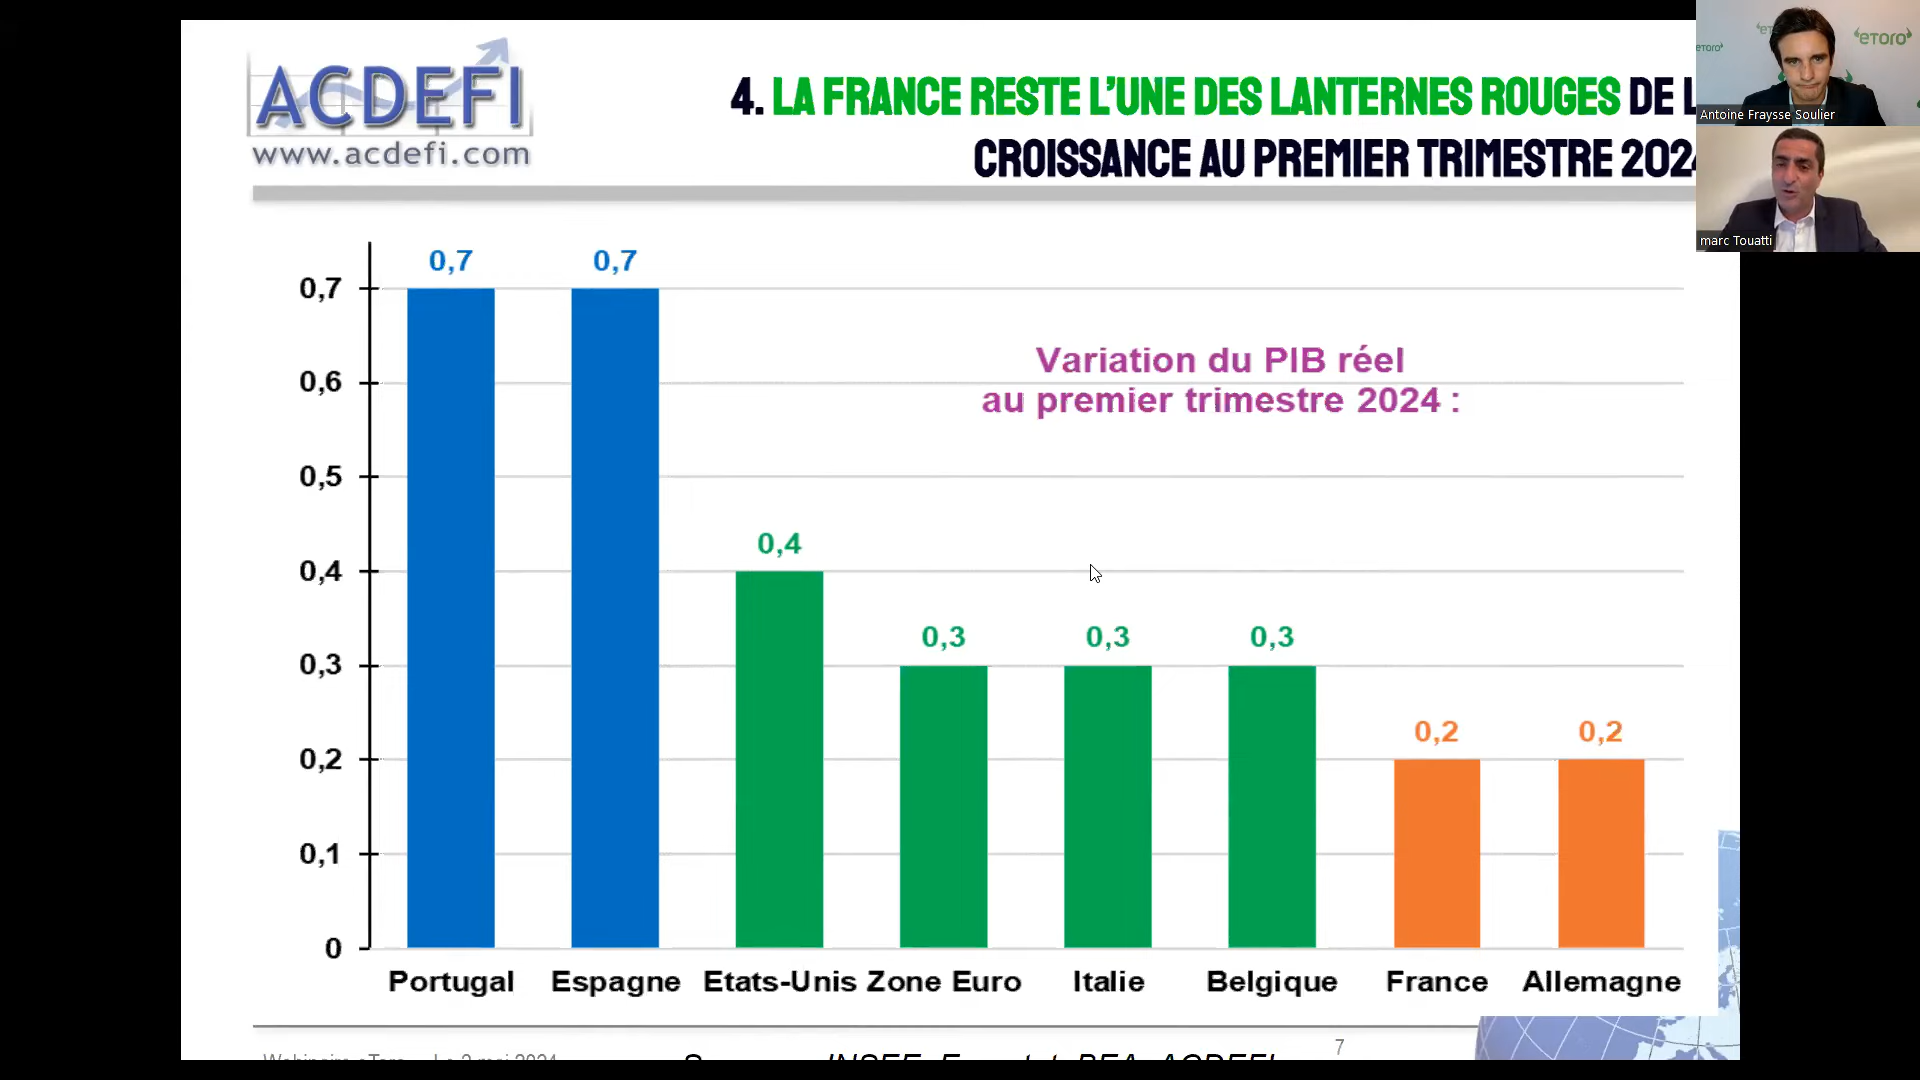 ACDEFI
www.acdefi.com
4. LA FRANCE RESTE L'UNE DES LANTERNES ROUGES DE
CROISSANCE AU PREMIER TRIMESTRE 2024
eTORO
eTORO
Antoine Fraysse Soulier
marc Touatti
Variation du PIB réel
au premier trimestre 2024 :
0,7
0,6
0,5
0,4
0,3
0,2
0,1
0
0,7
0,7
0,4
0,3
0,3
0,3
0,2
0,2
Portugal
Espagne
Etats-Unis
Zone Euro
Italie
Belgique
France
Allemagne
7